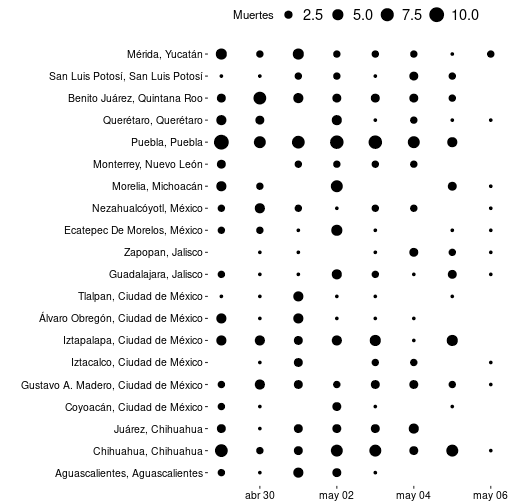 Muertes 2.5 5.0 7.5 10.0
Mérida, Yucatán
San Luis Potosí, San Luis Potosí
Benito Juárez, Quintana Roo
Querétaro, Querétaro
Puebla, Puebla
Monterrey, Nuevo León
Morelia, Michoacán
Nezahualcóyotl, México
Ecatepec De Morelos, México
Zapopan, Jalisco
Guadalajara, Jalisco
Tlalpan, Ciudad de México
Álvaro Obregón, Ciudad de México
Iztapalapa, Ciudad de México
Iztacalco, Ciudad de México
Gustavo A. Madero, Ciudad de México
Coyoacán, Ciudad de México
Juárez, Chihuahua
Chihuahua, Chihuahua
Aguascalientes, Aguascalientes
abr 30 may 02 may 04 may 06